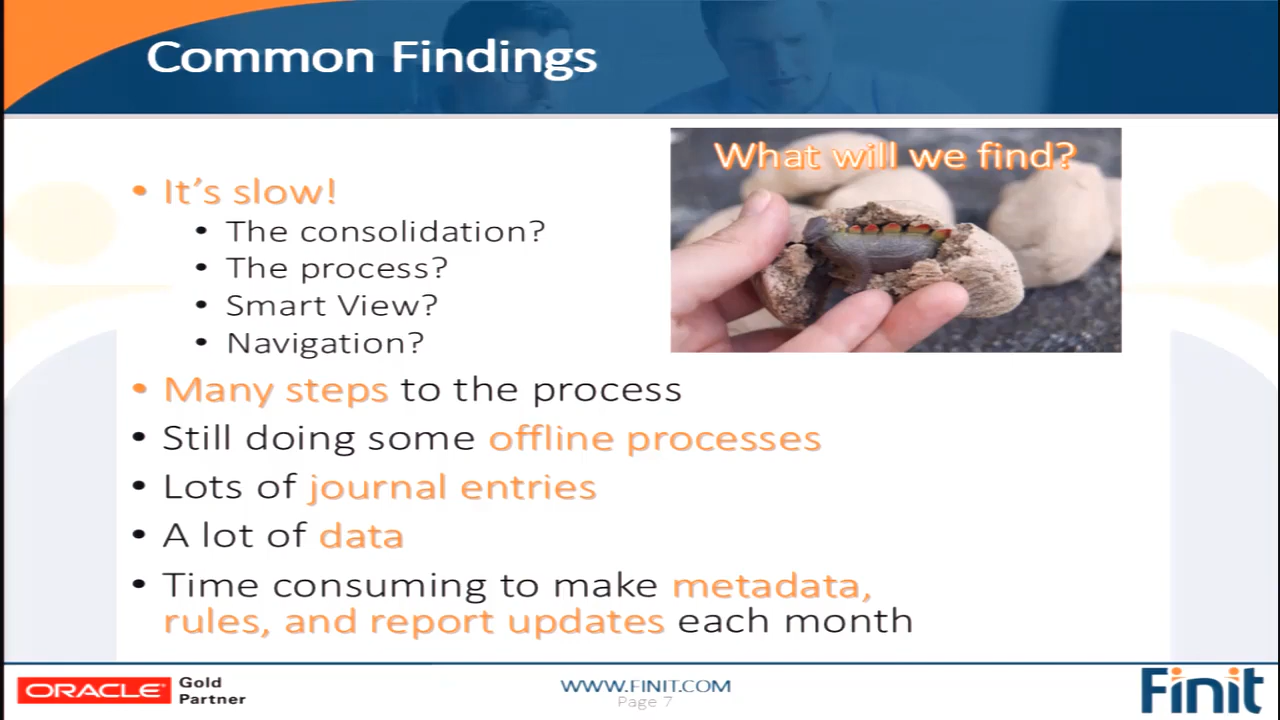 Common Findings
What will we find?
• It's slow!
• The consolidation?
• The process?
• Smart View?
• Navigation?
• Many steps to the process
• Still doing some offline processes
• Lots of journal entries
• A lot of data
• Time consuming to make metadata,
rules, and report updates each month
ORACLE Gold
Partner
WWW.FINIT.COM
Page 7
Finit